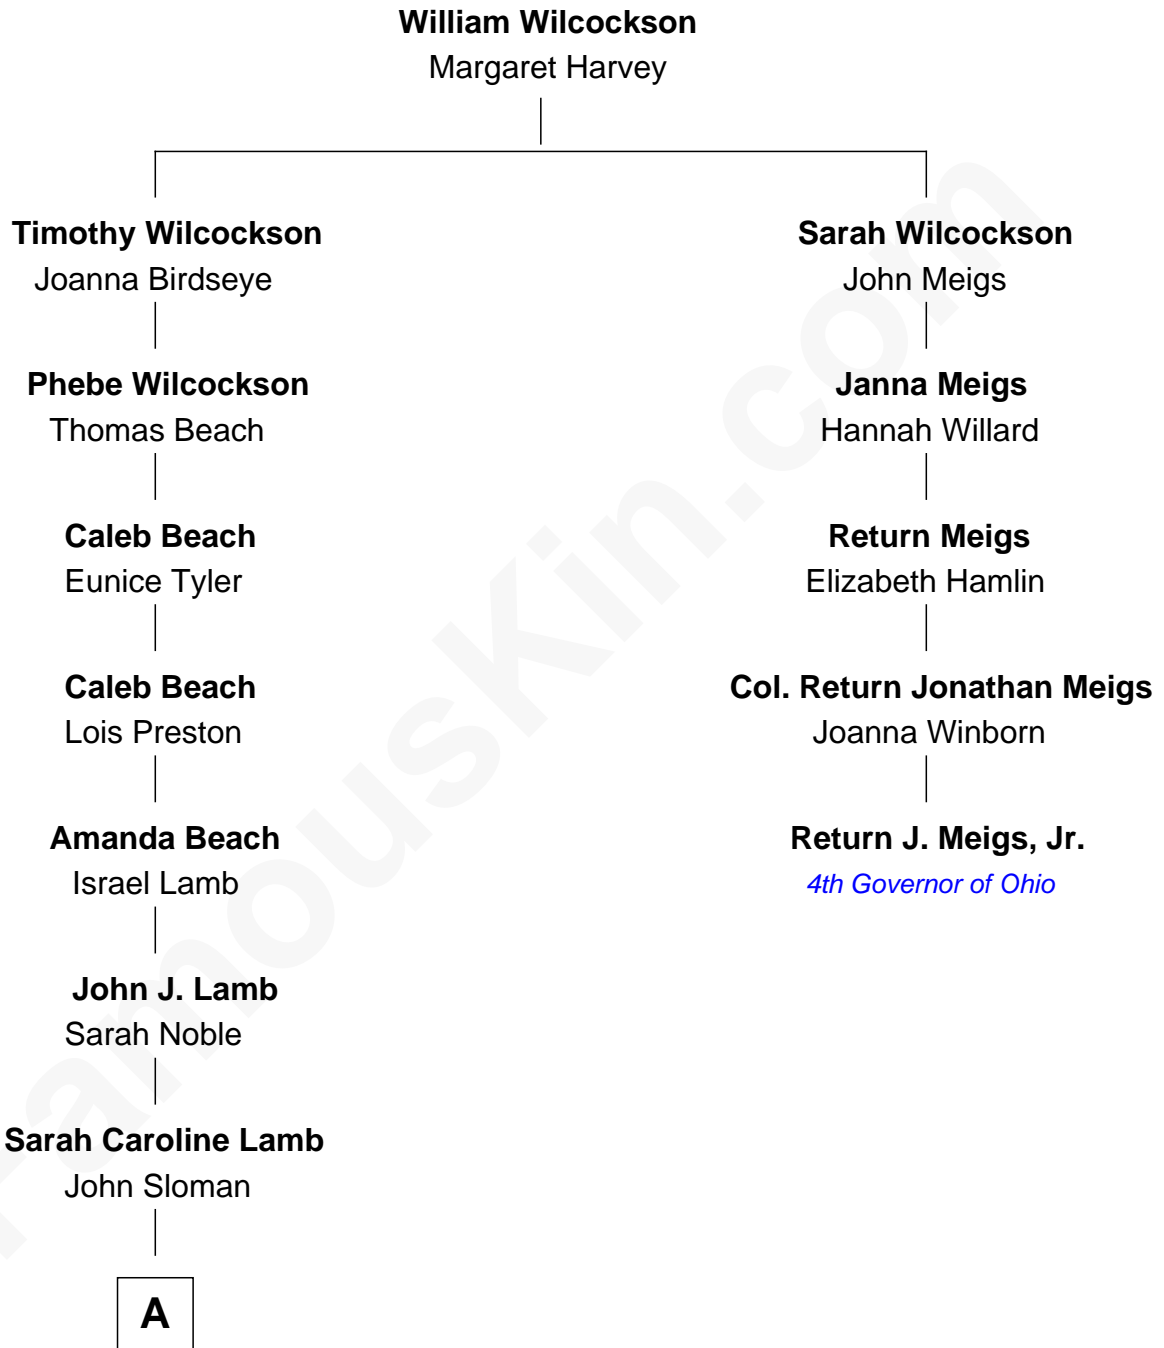 William Wilcockson
Margaret Harvey
Timothy Wilcockson
Joanna Birdseye
Sarah Wilcockson
John Meigs
Phebe Wilcockson
Thomas Beach
Janna Meigs
Hannah Willard
Caleb Beach
Eunice Tyler
Return Meigs
Elizabeth Hamlin
Caleb Beach
Lois Preston
Col. Return Jonathan Meigs
Joanna Winborn
Amanda Beach
Israel Lamb
Return J. Meigs, Jr.
4th Governor of Ohio
John J. Lamb
Sarah Noble
Sarah Caroline Lamb
John Sloman
A
FamousKin.com